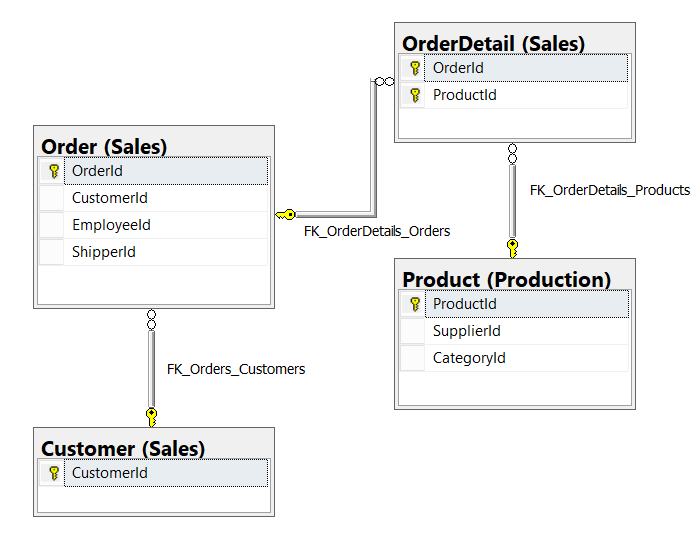 OrderDetail (Sales)
OrderId
ProductId
Order (Sales)
OrderId
CustomerId
EmployeeId
ShipperId
FK_OrderDetails_Orders
FK_OrderDetails_Products
Product (Production)
ProductId
SupplierId
CategoryId
FK_Orders_Customers
Customer (Sales)
CustomerId